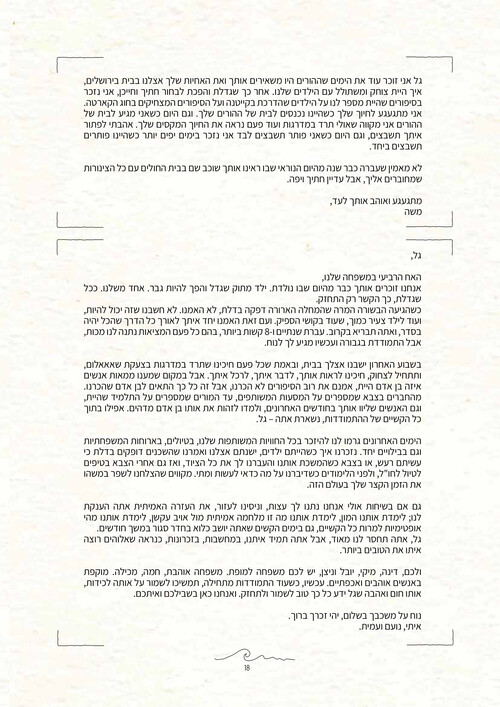 גל אני זוכר עוד את הימים שההורים היו משאירים אותך ואת האחיות שלך אצלנו בבית בירושלים,
איך היית צוחק ומשתולל עם הילדים שלנו. אחר כך שגדלת והפכת לבחור חתיך וחייכן, אני נזכר
בסיפורים שהיית מספר לנו על הילדים שהדרכת בקייטנה ועל הסיפורים המצחיקים בחוג הקארטה.
אני מתגעגע לחיוך שלך כשהיינו נכנסים לבית של ההורים שלך. וגם היום כשאני מגיע לבית של
ההורים אני מקווה שאולי תרד במדרגות ועוד פעם נראה את החיוך המקסים שלך. אהבתי לפתור
איתך תשבצים, וגם היום כשאני פותר תשבצים לבד אני נזכר בימים יפים יותר כשהיינו פותרים
תשבצים ביחד.
לא מאמין שעברה כבר שנה מהיום הנוראי שבו ראינו אותך שוכב שם בבית החולים עם כל הצינורות
שמחוברים אליך, אבל עדיין חתיך ויפה.
מתגעגע ואוהב אותך לעד,
משה
גל,
האח הרביעי במשפחה שלנו,
אנחנו זוכרים אותך כבר מהיום שבו נולדת. ילד מתוק שגדל והפך להיות גבר. אחד משלנו. ככל
שגדלת, כך הקשר רק התחזק.
כשהגיעה הבשורה המרה שהמחלה הארורה דפקה בדלת, לא האמנו. לא חשבנו שזה יכול להיות,
ועוד לילד צעיר כמוך, שעוד בקושי הספיק. ועם זאת האמנו יחד איתך לאורך כל הדרך שהכל יהיה
בסדר, ואתה תבריא בקרוב. עברת שנתיים ו-8 קשות ביותר, בהם כל פעם המציאות נתנה לנו מכות,
אבל התמודדת בגבורה ועכשיו מגיע לך לנוח.
בשבוע האחרון ישבנו אצלך בבית, ובאמת שכל פעם חיכינו שתרד במדרגות בצעקת שאאאלום,
ותתחיל לצחוק, חיכינו לראות אותך, לדבר איתך, לרכל איתך. אבל במקום שמענו ממאות אנשים
איזה בן אדם היית, אמנם את רוב הסיפורים לא הכרנו, אבל זה כל כך התאים לבן אדם שהכרנו.
מהחברים בצבא שמספרים על המסעות המשותפים, עד המורים שמספרים על התלמיד שהיית,
וגם האנשים שליוו אותך בחודשים האחרונים, ולמדו לזהות את אותו בן אדם מדהים. אפילו בתוך
כל הקשיים של ההתמודדות, נשארת אתה – גל.
הימים האחרונים גרמו לנו להיזכר בכל החוויות המשותפות שלנו, בטיולים, בארוחות המשפחתיות
וגם בבילויים יחד. נזכרנו איך כשהייתם ילדים, ישנתם אצלנו ואמרנו שהשכנים דופקים בדלת כי
עשיתם רעש, או בצבא כשהמשכת אותנו והעברנו לך את כל הציוד, ואז גם אחרי הצבא בטיפים
לטיול לחו"ל, ולפני הלימודים כשדיברנו על מה כדאי לעשות ומתי. מקווים שהצלחנו לשפר במשהו
את הזמן הקצר שלך בעולם הזה.
גם אם בשיחות אולי אנחנו נתנו לך עצות, וניסינו לעזור, את העזרה האמיתית אתה הענקת
לנו; לימדת אותנו המון, לימדת אותנו מה זו מלחמה אמיתית מול אויב עקשן, לימדת אותנו מהי
אופטימיות למרות כל הקשיים, גם בימים הקשים שאתה יושב כלוא בחדר סגור במשך חודשים.
גל, אתה תחסר לנו מאוד, אבל אתה תמיד איתנו, במחשבות, בזכרונות, כנראה שאלוהים רוצה
איתו את הטובים ביותר.
ולכם, דינה, מיקי, יובל וניצן, יש לכם משפחה למופת. משפחה אוהבת, חמה, מכילה. מוקפת
באנשים אוהבים ואכפתיים. עכשיו, כשעוד התמודדות מתחילה, תמשיכו לשמור על אותה לכידות,
אותו חום ואהבה שגל ידע כל כך טוב לשמור ולתחזק. ואנחנו כאן בשבילכם ואיתכם.
נוח על משכבך בשלום, יהי זכרך ברוך.
איתי, נועם ועמית.
18